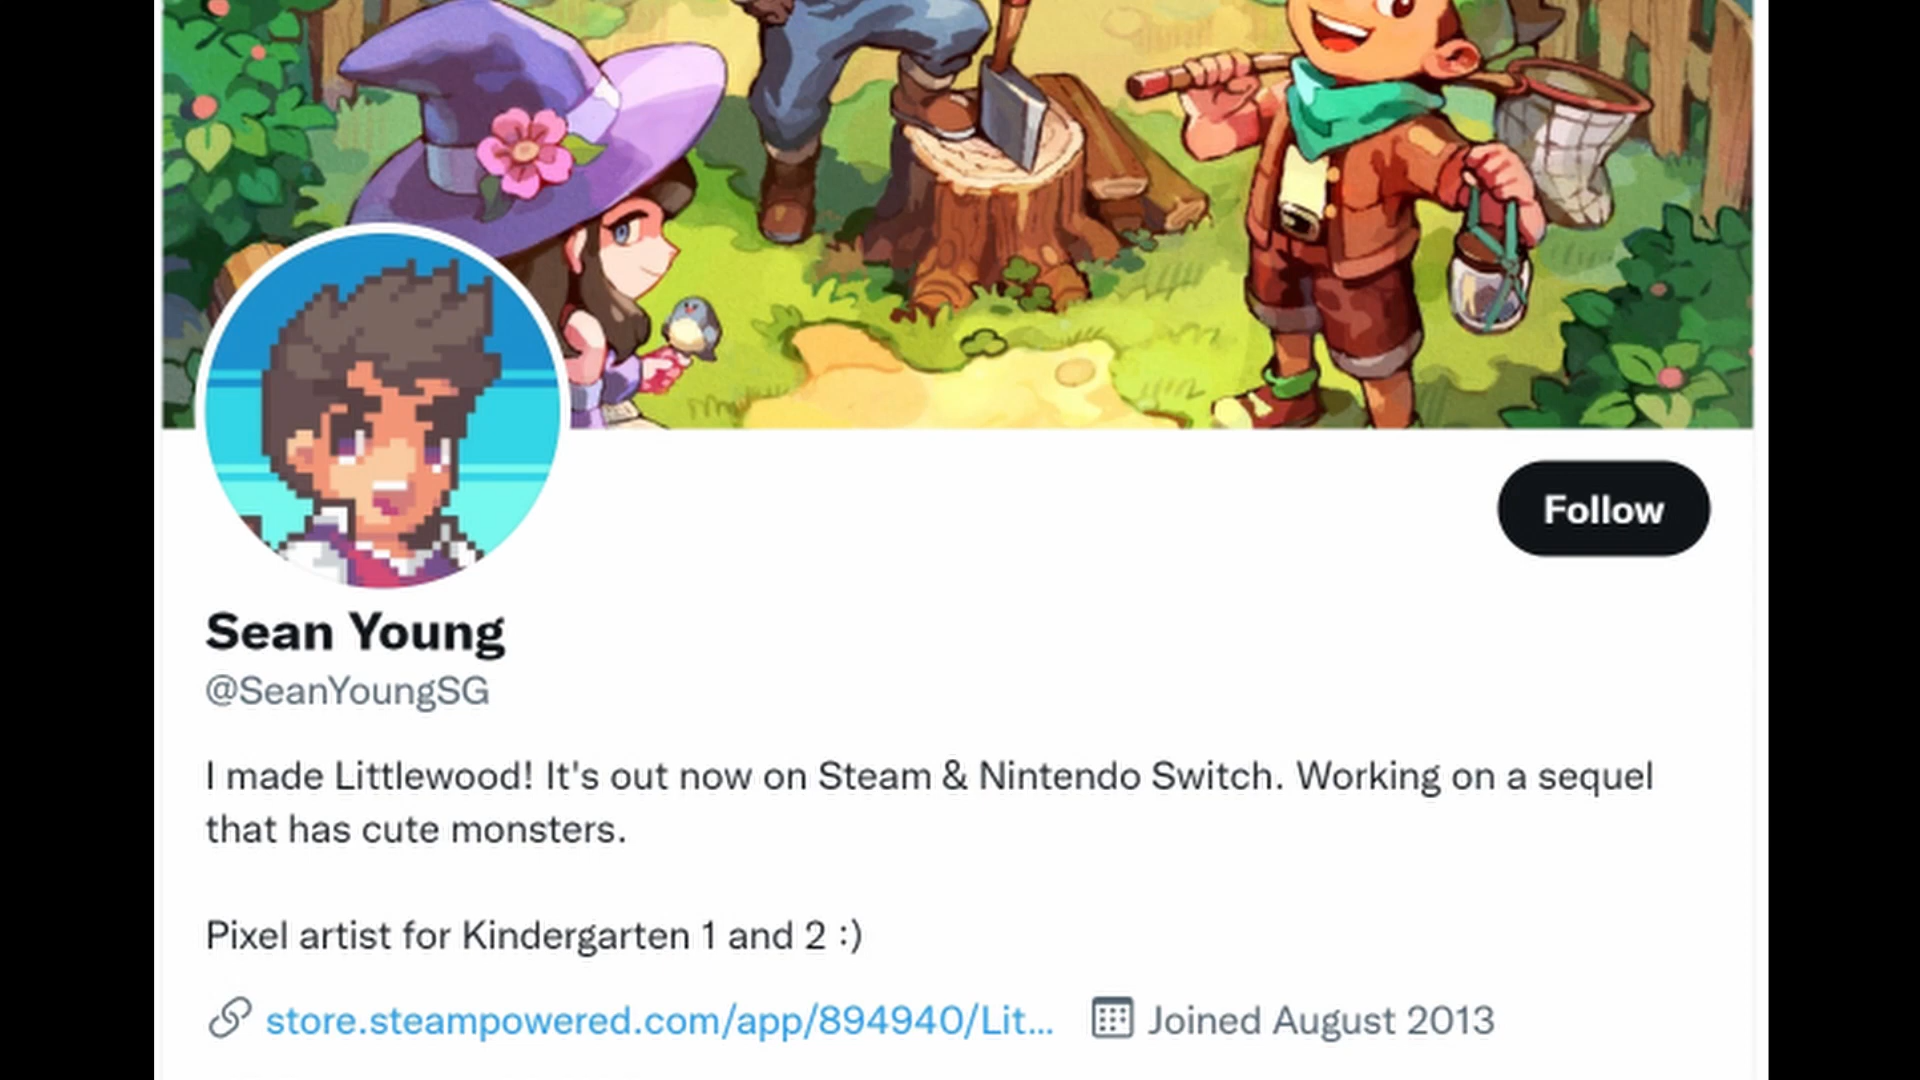 Follow
Sean Young
@SeanYoungSG
I made Littlewood! It's out now on Steam & Nintendo Switch. Working on a sequel
that has cute monsters.
Pixel artist for Kindergarten 1 and 2 :)
store.steampowered.com/app/894940/Lit...
Joined August 2013